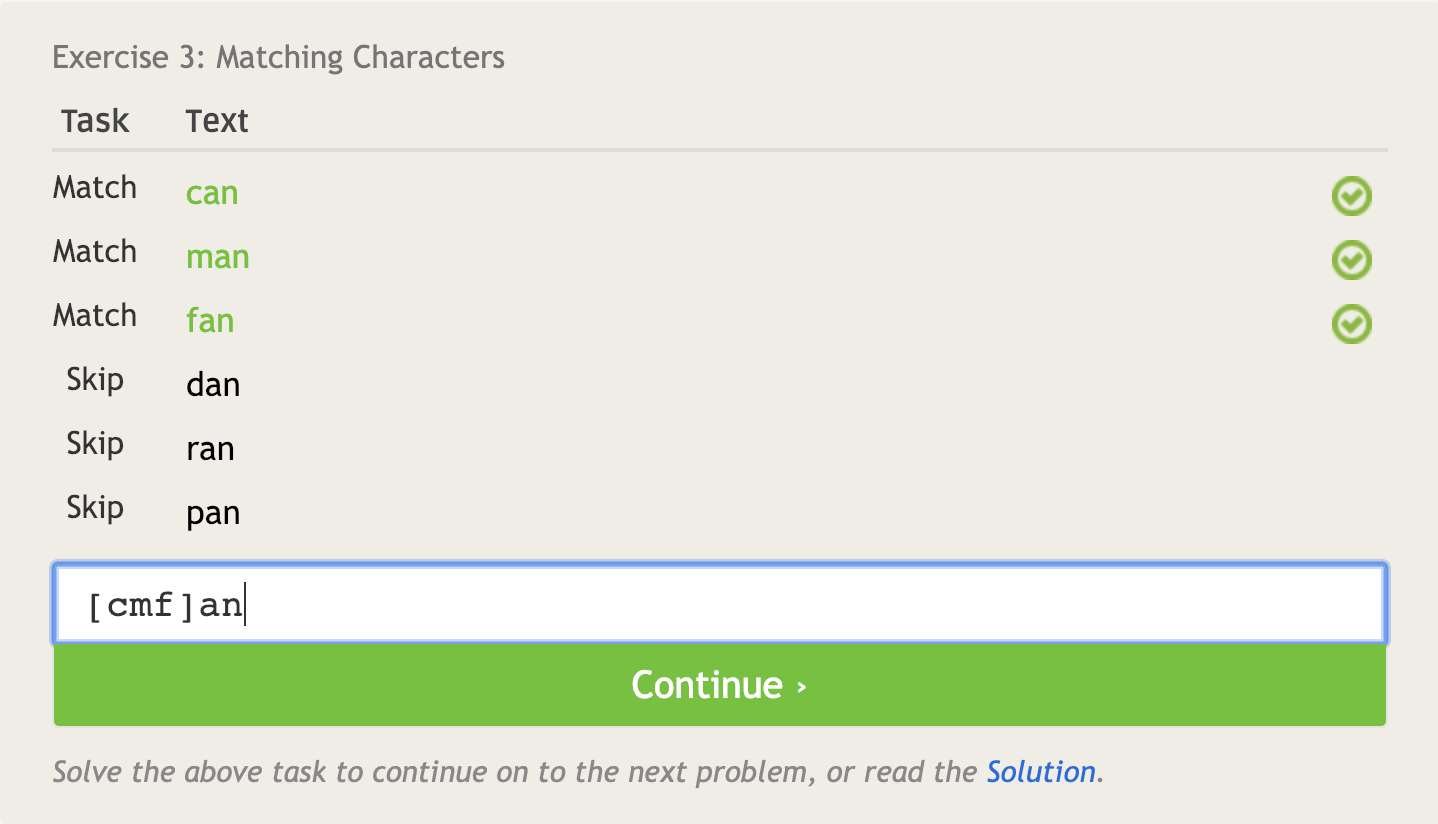 Exercise 3: Matching Characters
Task Text
Match can
Match man
Match fan
Skip dan
Skip ran
Skip pan
[cmf]an
Continue ›
Solve the above task to continue on to the next problem, or read the Solution.